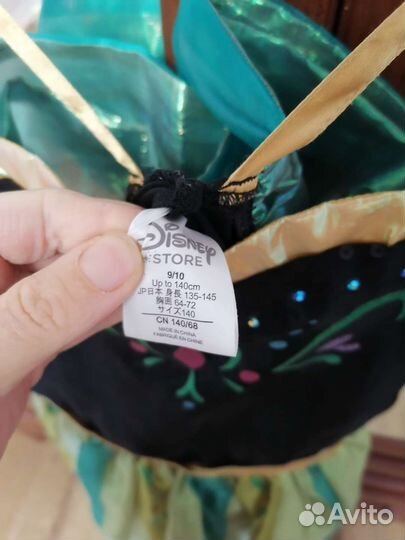 Disney
STORE
9/10
Up to 140cm
JP日本 身長 135-145
胸囲 64-72
サイズ140
CN 140/68
MADE IN CHINA
FABRIQUÉ EN CHINE
Avito